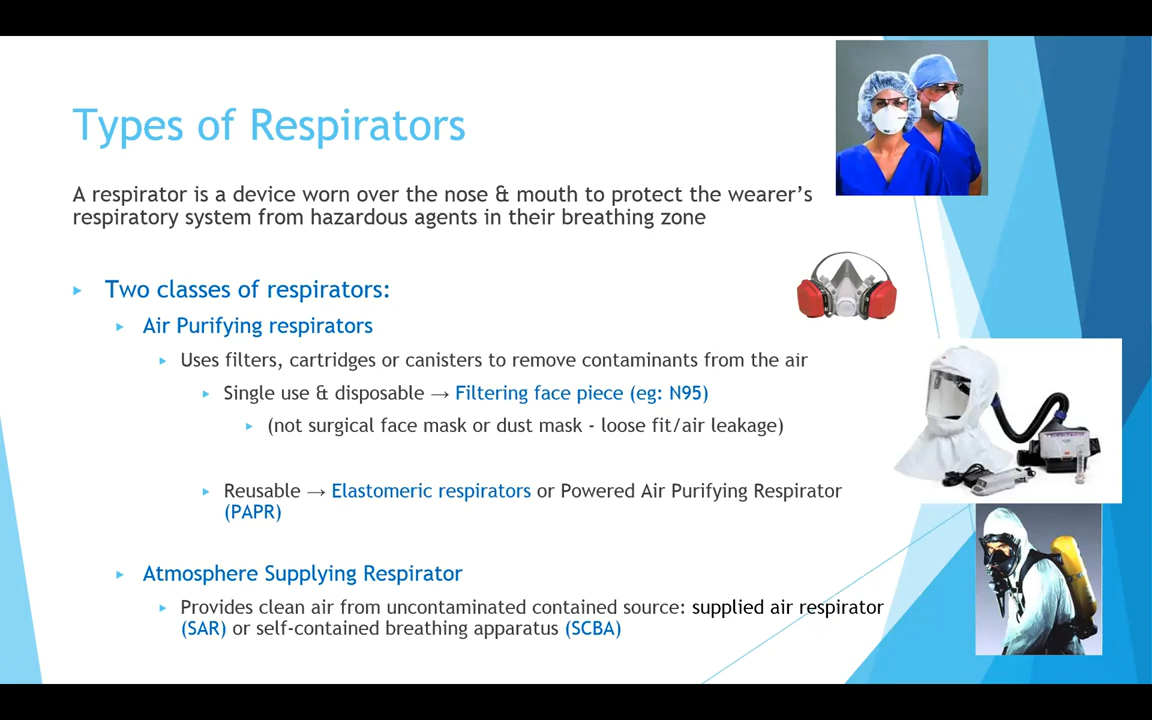 Types of Respirators
A respirator is a device worn over the nose & mouth to protect the wearer’s
respiratory system from hazardous agents in their breathing zone
Two classes of respirators:
Air Purifying respirators
Uses filters, cartridges or canisters to remove contaminants from the air
Single use & disposable → Filtering face piece (eg: N95)
(not surgical face mask or dust mask - loose fit/air leakage)
Reusable → Elastomeric respirators or Powered Air Purifying Respirator
(PAPR)
Atmosphere Supplying Respirator
Provides clean air from uncontaminated contained source: supplied air respirator
(SAR) or self-contained breathing apparatus (SCBA)